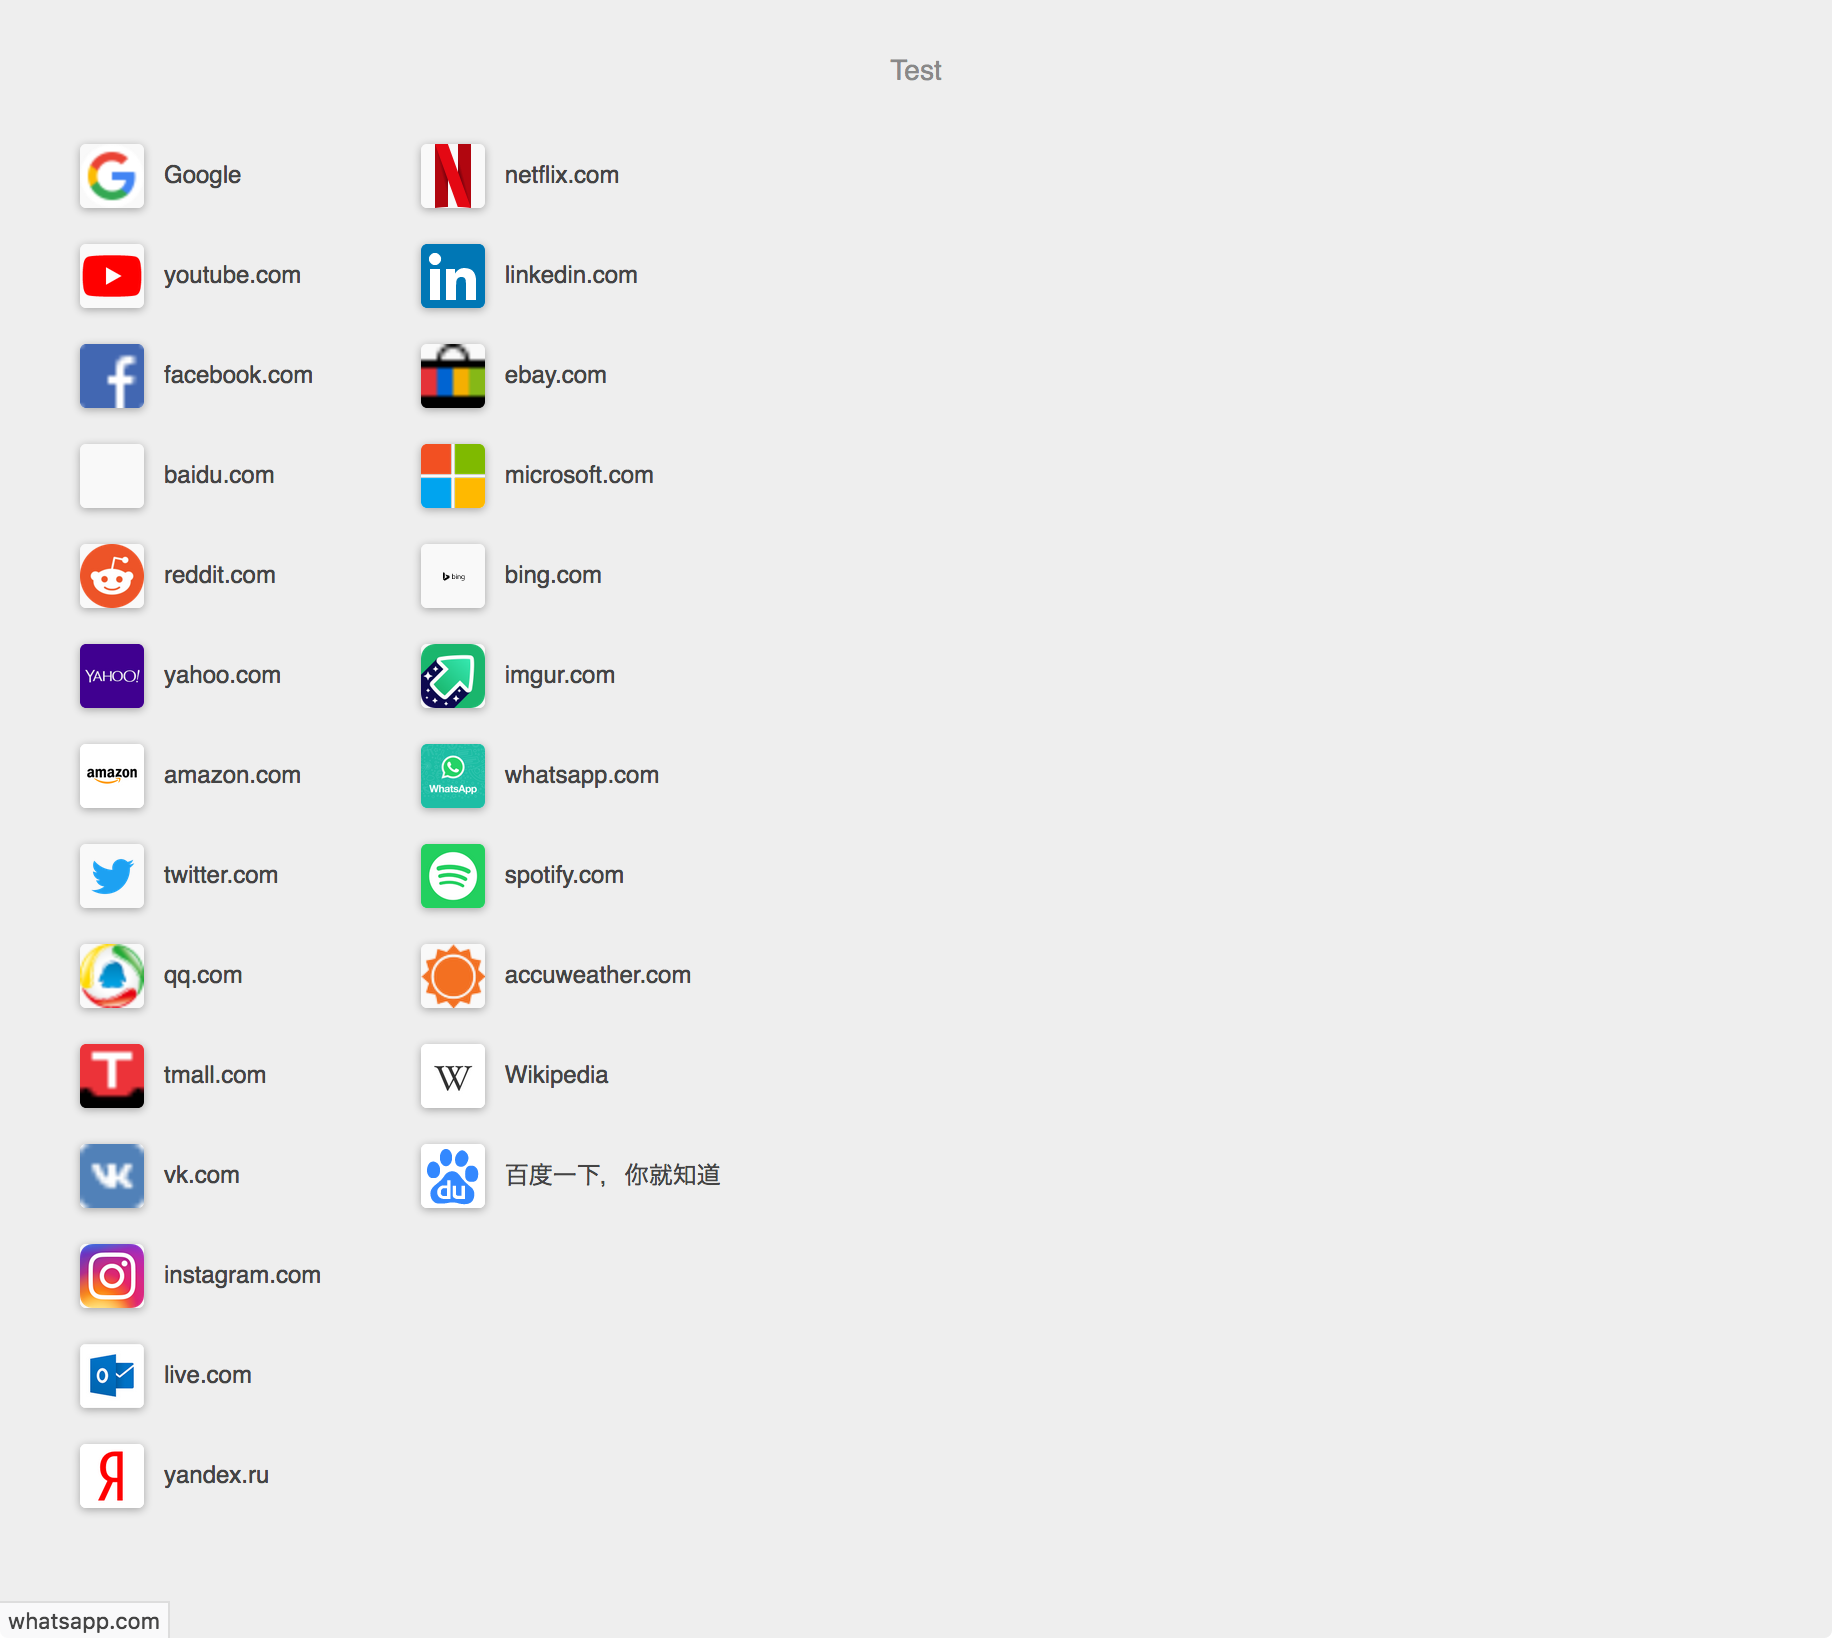 Test
Google
youtube.com
facebook.com
baidu.com
reddit.com
YAHOO!
yahoo.com
amazon
amazon.com
twitter.com
qq.com
T
tmall.com
vk.com
instagram.com
live.com
Я
yandex.ru
N
netflix.com
in
linkedin.com
ebay.com
microsoft.com
bing
bing.com
imgur.com
WhatsApp
whatsapp.com
spotify.com
accuweather.com
W
Wikipedia
du
百度一下，你就知道
whatsapp.com